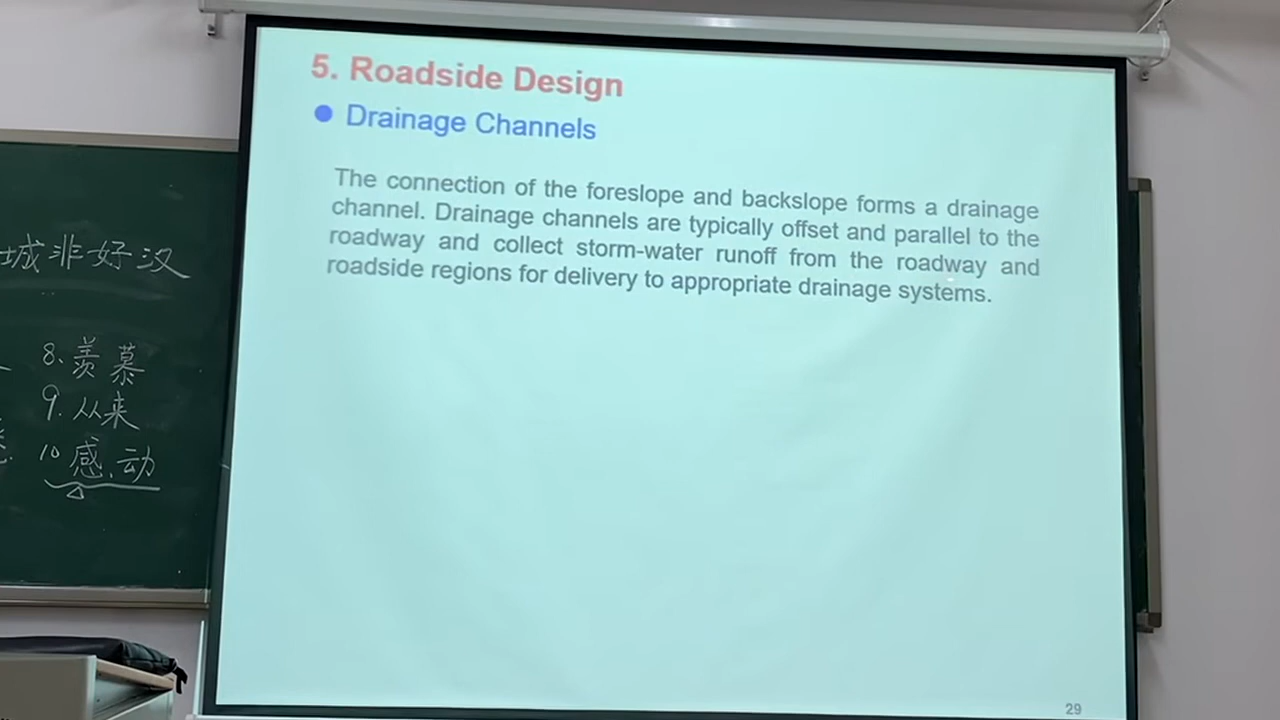 5. Roadside Design
● Drainage Channels
The connection of the foreslope and backslope forms a drainage
channel. Drainage channels are typically offset and parallel to the
roadway and collect storm-water runoff from the roadway and
roadside regions for delivery to appropriate drainage systems.
29
城非好汉
8. 羡慕
9. 从来
10 感动